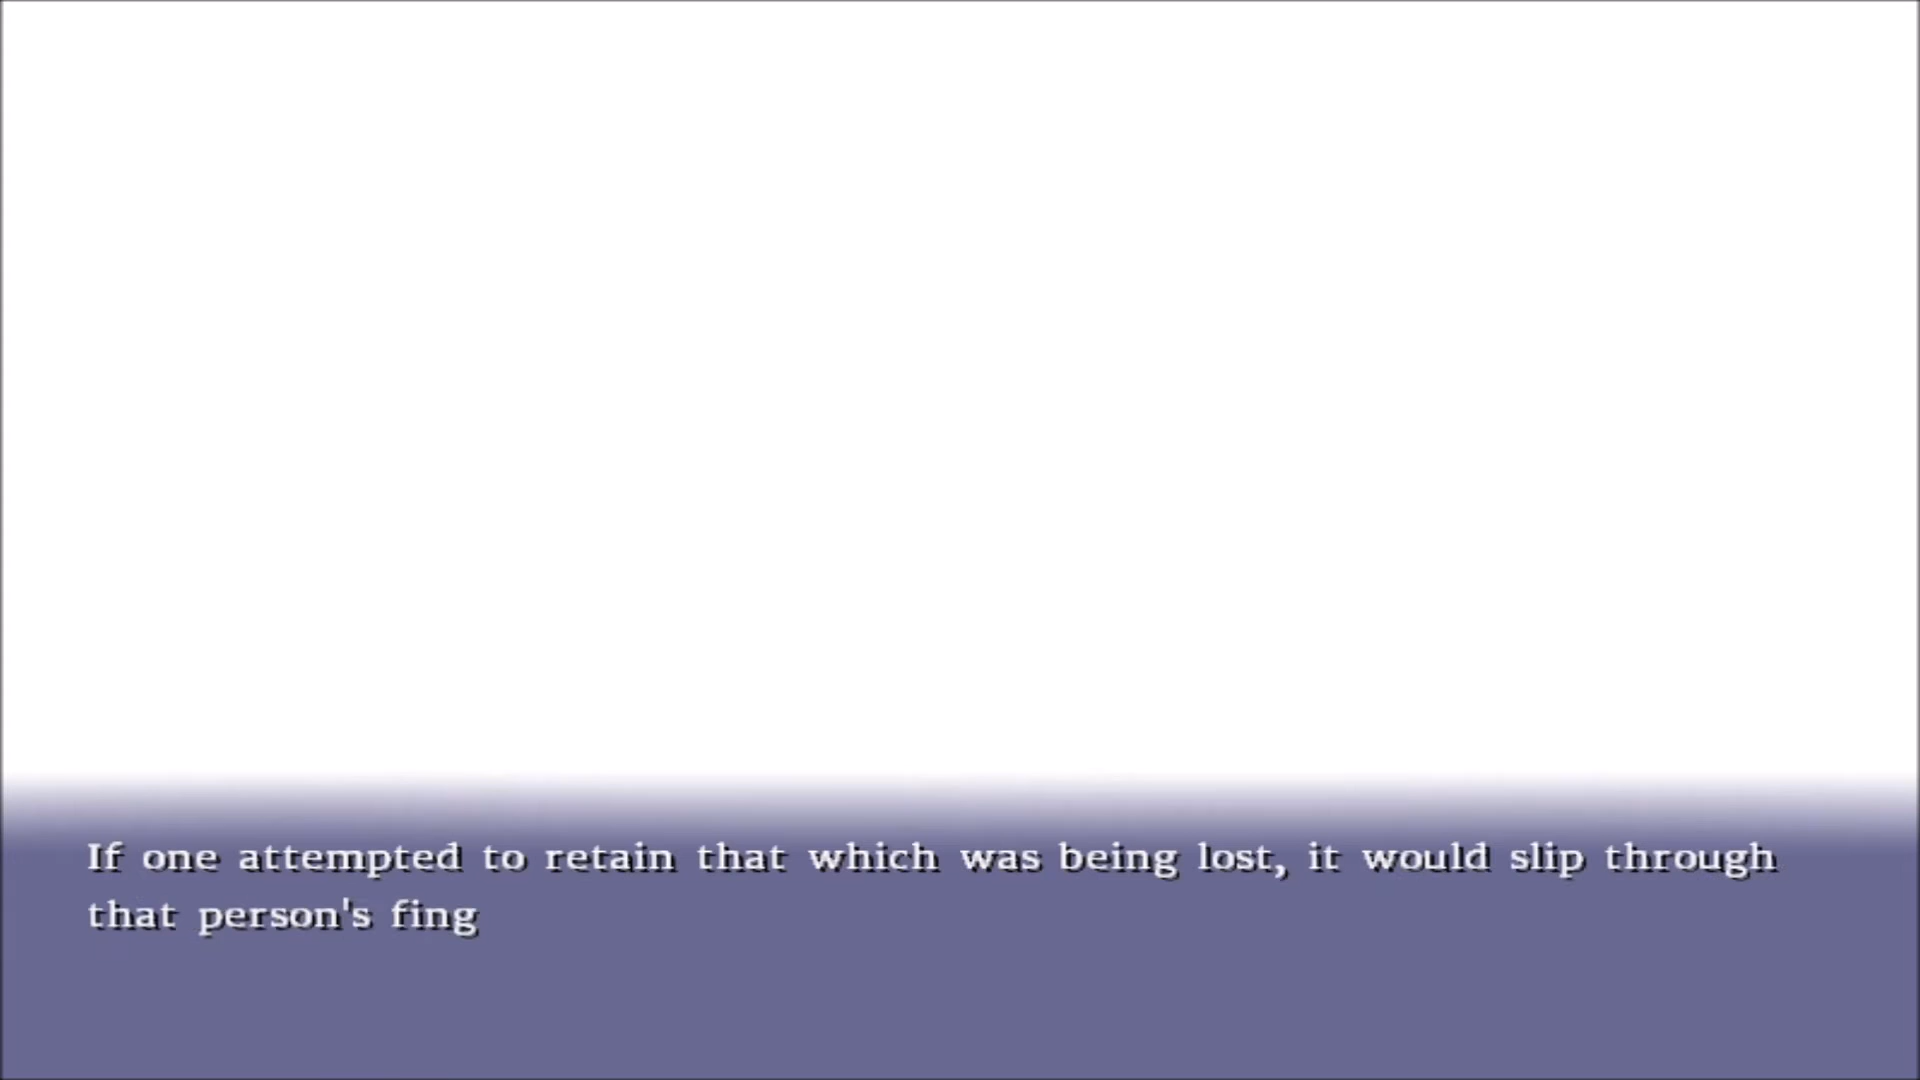 If one attempted to retain that which was being lost, it would slip through
that person's fing